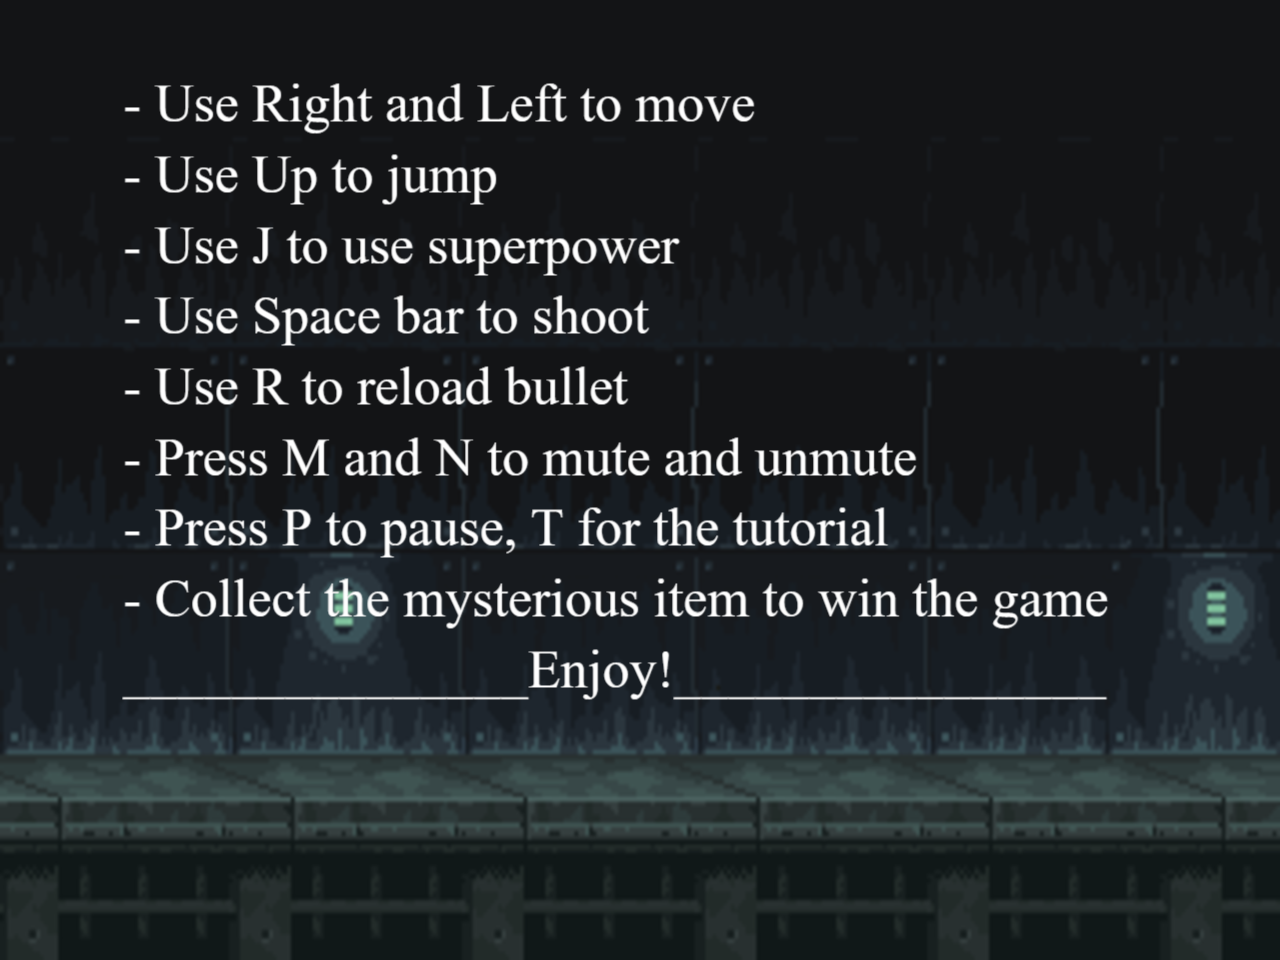 - Use Right and Left to move
- Use Up to jump
- Use J to use superpower
- Use Space bar to shoot
- Use R to reload bullet
- Press M and N to mute and unmute
- Press P to pause, T for the tutorial
- Collect the mysterious item to win the game
_______________Enjoy!________________